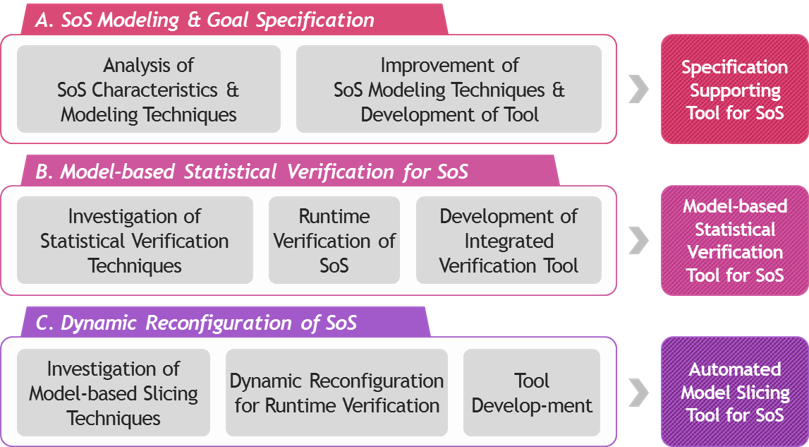 A. SoS Modeling & Goal Specification
Analysis of
SoS Characteristics &
Modeling Techniques
Improvement of
SoS Modeling Techniques &
Development of Tool
Specification
Supporting
Tool for SoS
B. Model-based Statistical Verification for SoS
Investigation of
Statistical Verification
Techniques
Runtime
Verification of
SoS
Development of
Integrated
Verification Tool
Model-based
Statistical
Verification
Tool for SoS
C. Dynamic Reconfiguration of SoS
Investigation of
Model-based Slicing
Techniques
Dynamic Reconfiguration
for Runtime Verification
Tool
Develop-ment
Automated
Model Slicing
Tool for SoS